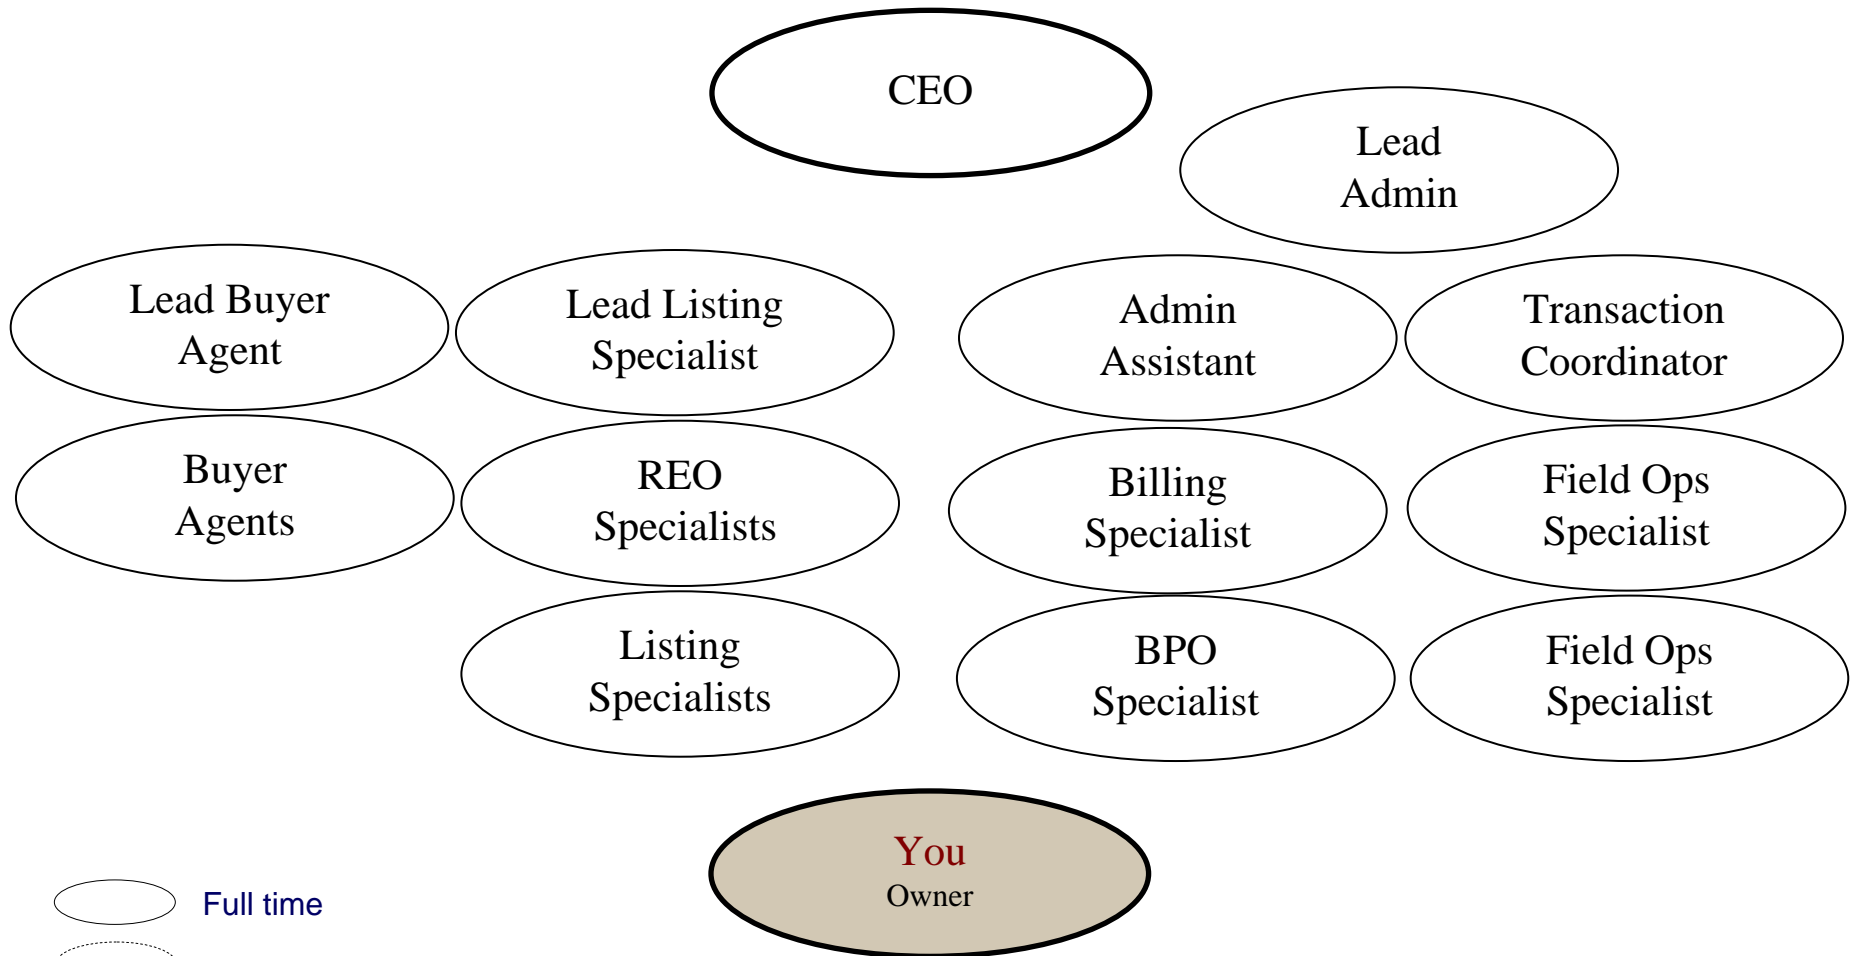 CEO
Lead
Admin
Lead Buyer
Agent
Lead Listing
Specialist
Admin
Assistant
Transaction
Coordinator
Buyer
Agents
REO
Specialists
Billing
Specialist
Field Ops
Specialist
Listing
Specialists
BPO
Specialist
Field Ops
Specialist
You
Owner
Full time